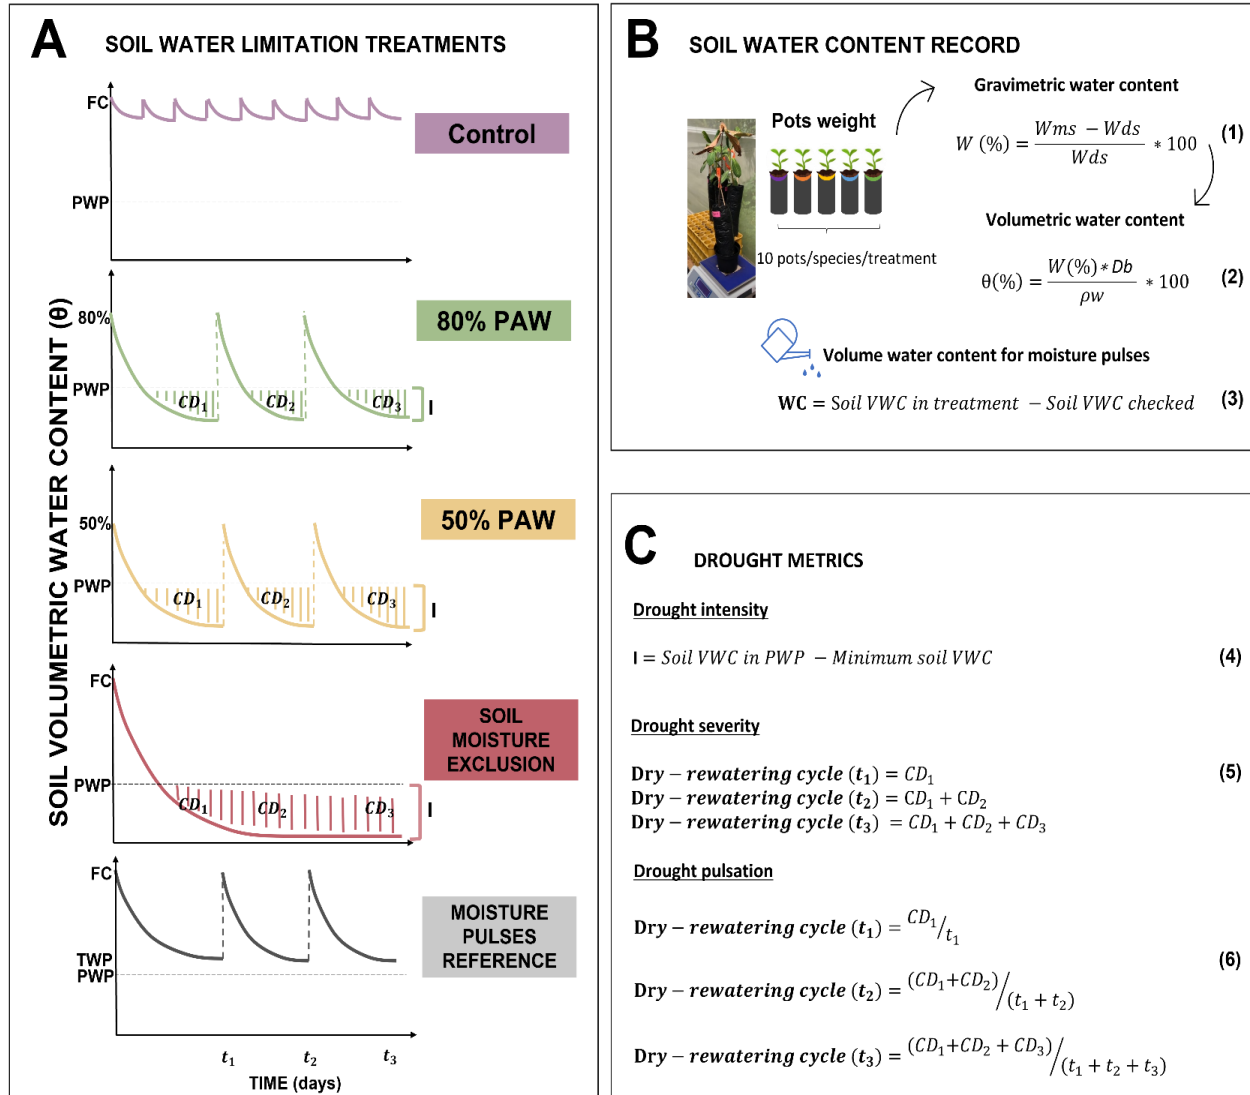 A
SOIL WATER LIMITATION TREATMENTS
SOIL VOLUMETRIC WATER CONTENT (θ)
FC
PWP
Control
80%
PWP
CD₁
CD₂
CD₃
I
80% PAW
50%
PWP
CD₁
CD₂
CD₃
I
50% PAW
FC
PWP
CD₁
CD₂
CD₃
I
SOIL
MOISTURE
EXCLUSION
FC
TWP
PWP
MOISTURE
PULSES
REFERENCE
t₁ t₂ t₃
TIME (days)
B
SOIL WATER CONTENT RECORD
Pots weight
10 pots/species/treatment
Gravimetric water content
W (%) = (Wms − Wds) / Wds * 100 (1)
Volumetric water content
θ(%) = (W(%) * Db) / ρw * 100 (2)
Volume water content for moisture pulses
WC = Soil VWC in treatment − Soil VWC checked (3)
C
DROUGHT METRICS
Drought intensity
I = Soil VWC in PWP − Minimum soil VWC (4)
Drought severity
Dry − rewatering cycle (t₁) = CD₁ (5)
Dry − rewatering cycle (t₂) = CD₁ + CD₂
Dry − rewatering cycle (t₃) = CD₁ + CD₂ + CD₃
Drought pulsation
Dry − rewatering cycle (t₁) = CD₁/t₁
(6)
Dry − rewatering cycle (t₂) = (CD₁+CD₂)/(t₁ + t₂)
Dry − rewatering cycle (t₃) = (CD₁+CD₂ + CD₃)/(t₁ + t₂ + t₃)